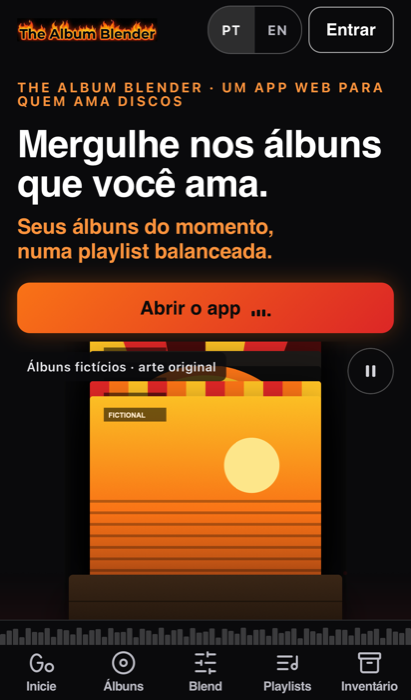 The Album Blender
PT
EN
Entrar
THE ALBUM BLENDER · UM APP WEB PARA
QUEM AMA DISCOS
Mergulhe nos álbuns
que você ama.
Seus álbuns do momento,
numa playlist balanceada.
Abrir o app
Álbuns fictícios · arte original
FICTIONAL
Inicie
Álbuns
Blend
Playlists
Inventário